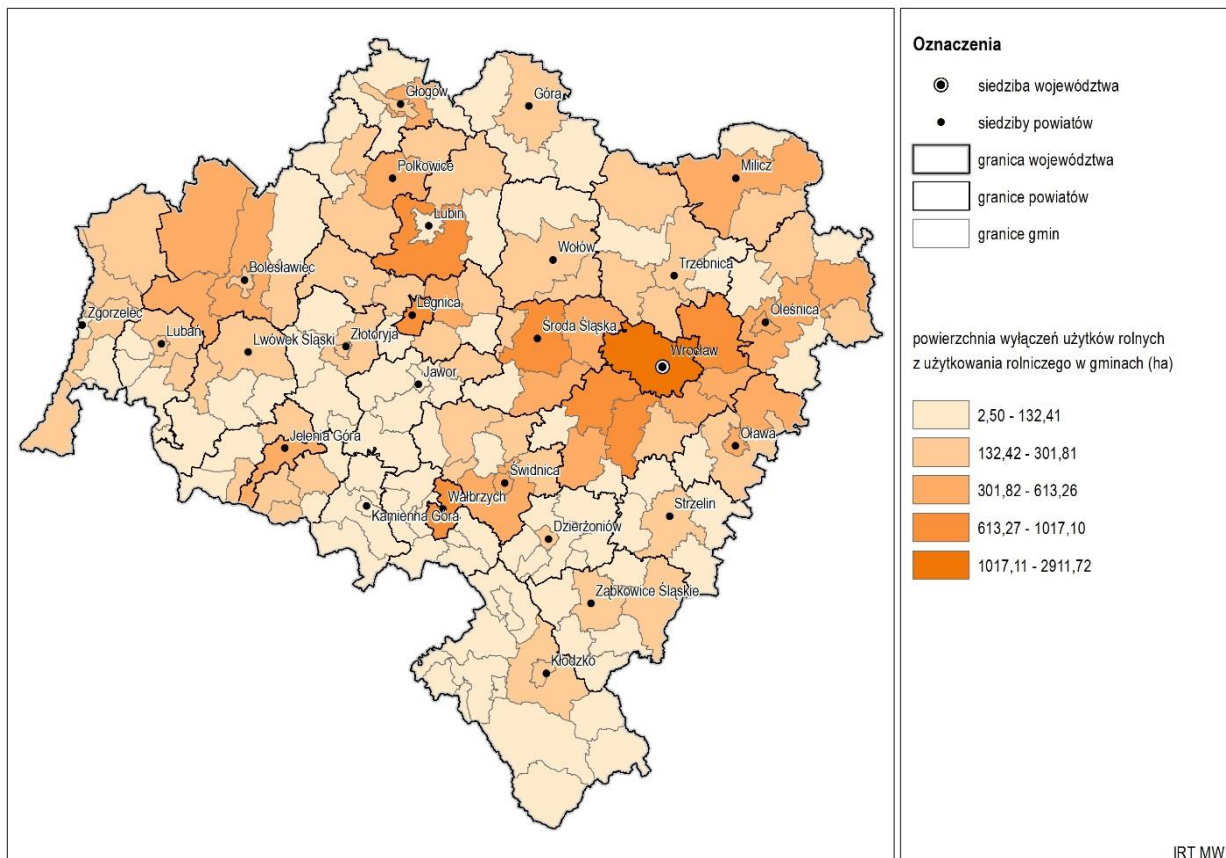 Głogów
Góra
Polkowice
Milicz
Lubin
Wołów
Trzebnica
Bolesławiec
Oleśnica
Legnica
Zgorzelec
Lubań
Lwówek Śląski
Złotoryja
Środa Śląska
Wrocław
Jawor
Jelenia Góra
Oława
Świdnica
Wałbrzych
Kamienna Góra
Strzelin
Dzierżoniów
Ząbkowice Śląskie
Kłodzko
Oznaczenia
siedziba województwa
siedziby powiatów
granica województwa
granice powiatów
granice gmin
powierzchnia wyłączeń użytków rolnych
z użytkowania rolniczego w gminach (ha)
2,50 - 132,41
132,42 - 301,81
301,82 - 613,26
613,27 - 1017,10
1017,11 - 2911,72
IRT MW